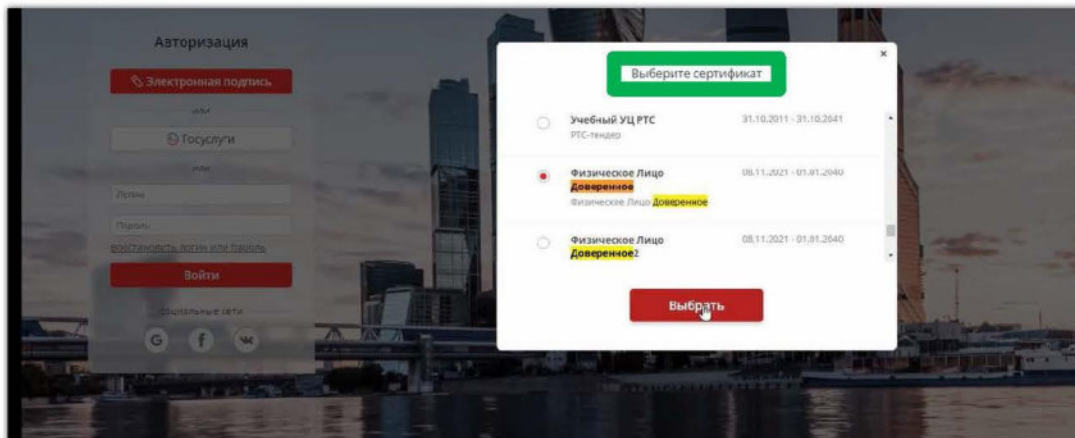 Авторизация
Электронная подпись
или
Госуслуги
или
Логин
Пароль
Восстановить логин или пароль
Войти
Социальные сети
G f
Выберите сертификат
×
Учебный УЦ РТС
31.10.2011 - 31.10.2041
РТС-тендер
Физическое Лицо
08.11.2021 - 01.01.2040
Доверенное
Физическое Лицо Доверенное
Физическое Лицо
08.11.2021 - 01.01.2040
Доверенное2
Выбрать